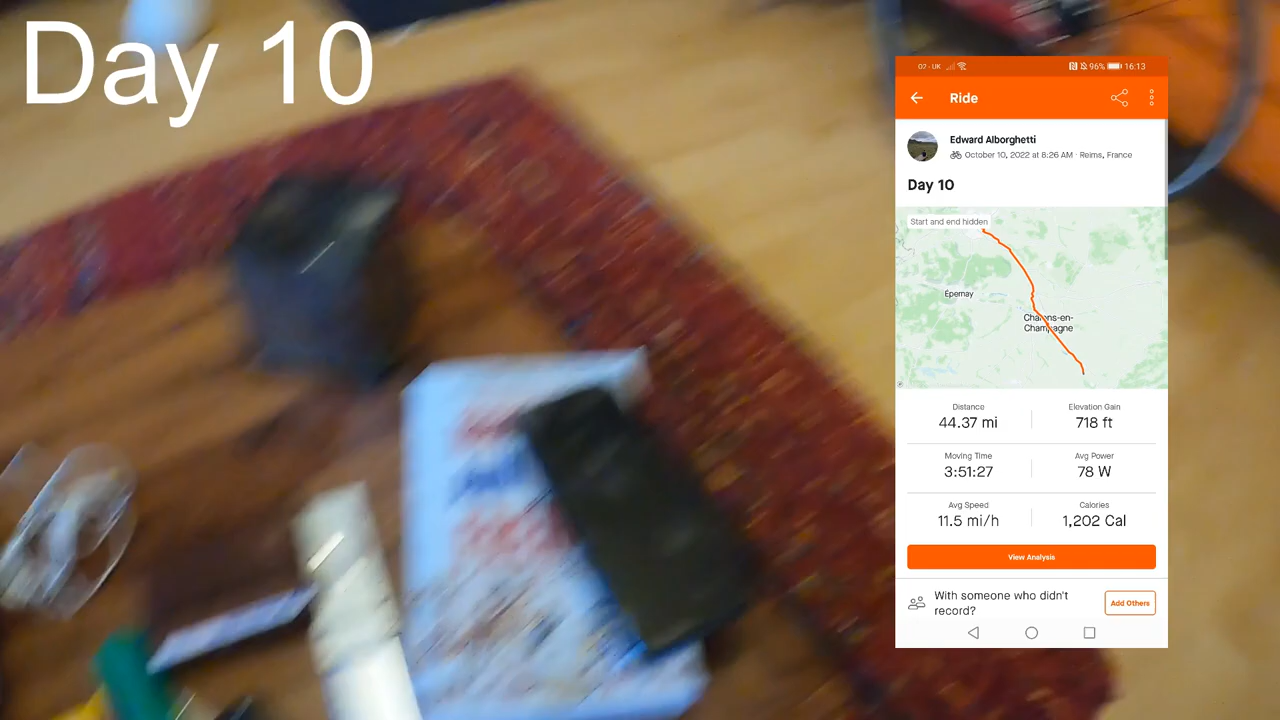 Day 10
O2 - UK
96%
16:13
Ride
Edward Alborghetti
October 10, 2022 at 8:26 AM · Reims, France
Day 10
Start and end hidden
Épernay
Châlons-en-
Champagne
Distance
Elevation Gain
44.37 mi
718 ft
Moving Time
Avg Power
3:51:27
78 W
Avg Speed
Calories
11.5 mi/h
1,202 Cal
View Analysis
With someone who didn't
record?
Add Others